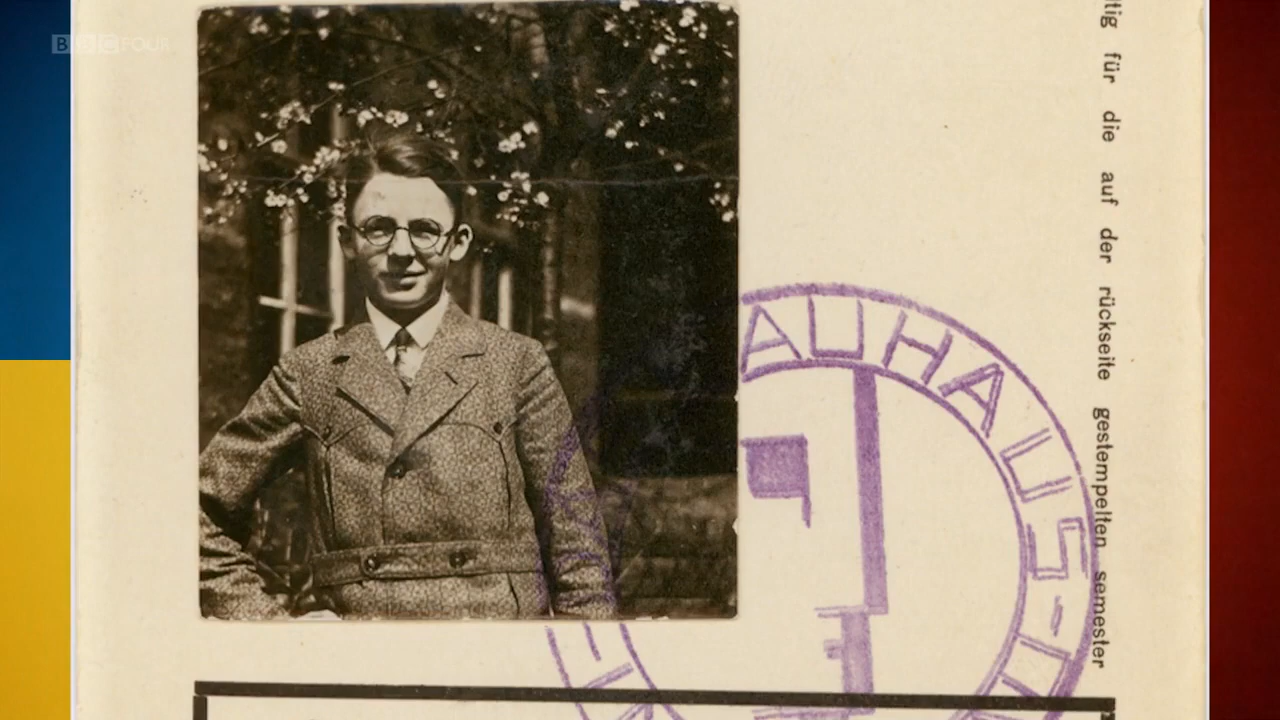 BBC FOUR
tig für die auf der rückseite gestempelten semester
AUHAUS-D